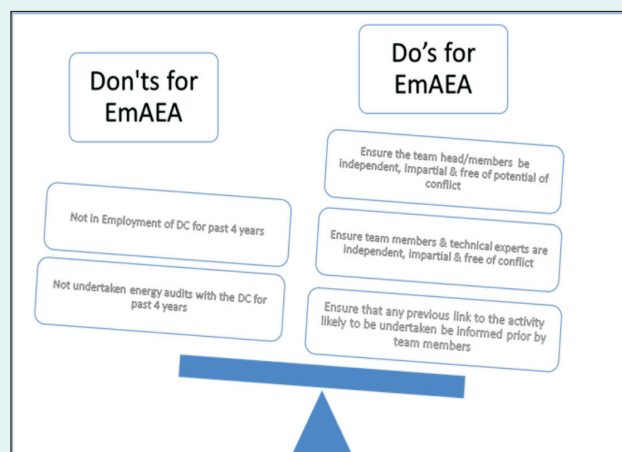 Don'ts for
EmAEA
Not in Employment of DC for past 4 years
Not undertaken energy audits with the DC for
past 4 years
Do's for
EmAEA
Ensure the team head/members be
independent, impartial & free of potential of
conflict
Ensure team members & technical experts are
independent, impartial & free of conflict
Ensure that any previous link to the activity
likely to be undertaken be informed prior by
team members